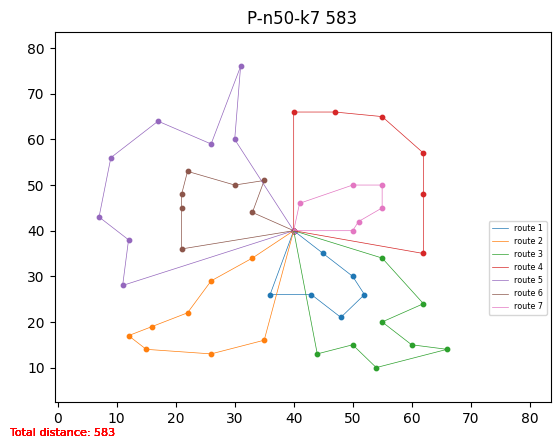 P-n50-k7 583
80
70
60
50
40
30
20
10
0 10 20 30 40 50 60 70 80
route 1
route 2
route 3
route 4
route 5
route 6
route 7
Total distance: 583